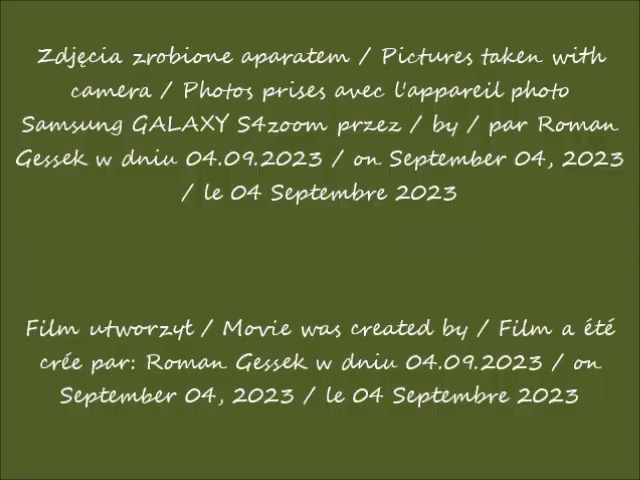 Zdjęcia zrobione aparatem / Pictures taken with
camera / Photos prises avec l'appareil photo
Samsung GALAXY S4zoom przez / by / par Roman
Gessek w dniu 04.09.2023 / on September 04, 2023
/ le 04 Septembre 2023
Film utworzył / Movie was created by / Film a été
crée par: Roman Gessek w dniu 04.09.2023 / on
September 04, 2023 / le 04 Septembre 2023